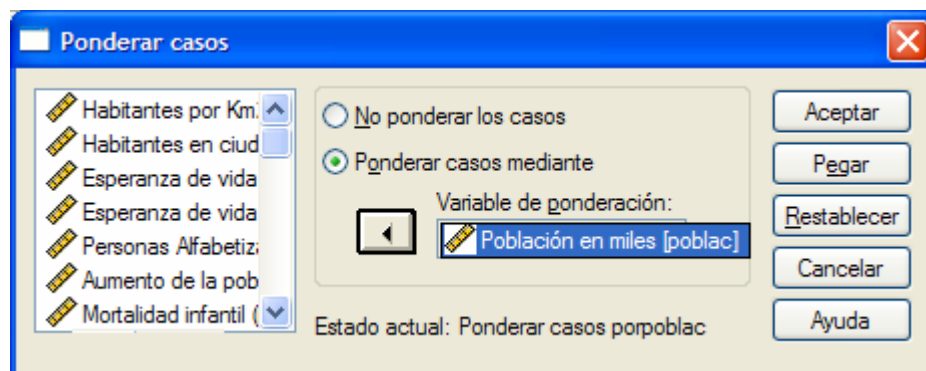 Ponderar casos
Habitantes por Km.
Habitantes en ciud
Esperanza de vida
Esperanza de vida
Personas Alfabetiz
Aumento de la pob
Mortalidad infantil (
No ponderar los casos
Ponderar casos mediante
Variable de ponderación:
Población en miles [poblac]
Estado actual: Ponderar casos porpoblac
Aceptar
Pegar
Restablecer
Cancelar
Ayuda